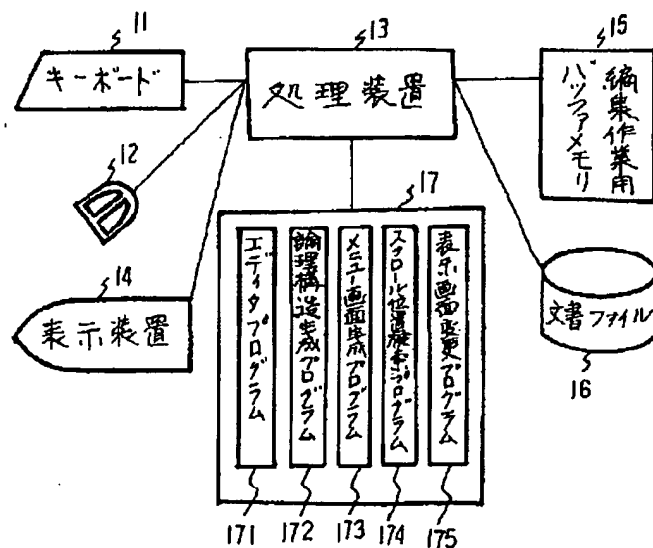 11
キーボード
12
13
処理装置
14
表示装置
15
編集作業用
バッファメモリ
文書ファイル
16
17
エディタプログラム
論理構造生成プログラム
メニュー画面生成プログラム
スクロール位置検索プログラム
表示画面変更プログラム
171
172
173
174
175